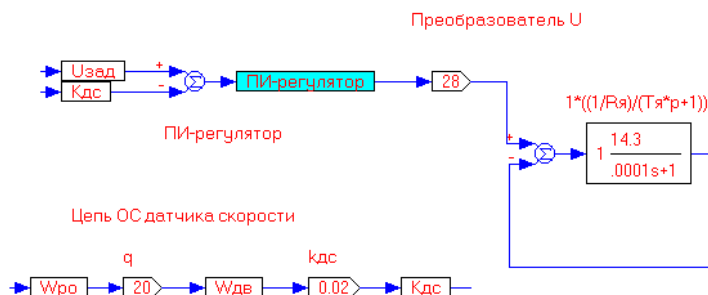 Преобразователь U
Uзад
+
Кдс
-
Σ
ПИ-регулятор
28
ПИ-регулятор
1*((1/Rя)/(Tя*p+1))
+
-
Σ
1 14.3
.0001s+1
Цепь ОС датчика скорости
q
kдс
Wро
20
Wдв
0.02
Кдс